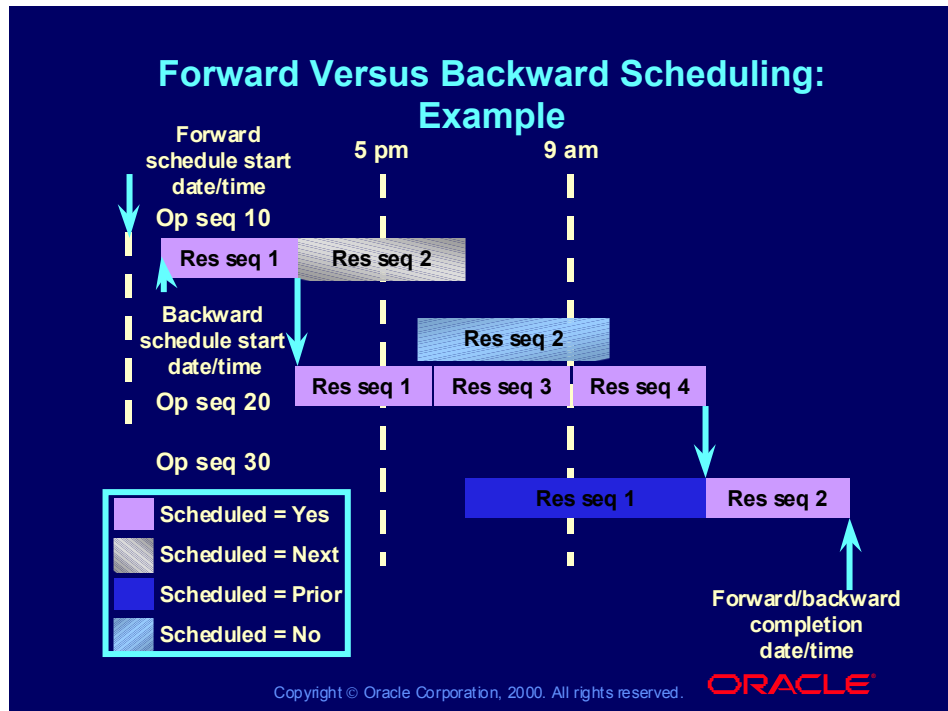 Forward Versus Backward Scheduling:
Example
Forward
schedule start
date/time
5 pm
9 am
Op seq 10
Res seq 1
Res seq 2
Backward
schedule start
date/time
Res seq 2
Res seq 1
Res seq 3
Res seq 4
Op seq 20
Op seq 30
Res seq 1
Res seq 2
Scheduled = Yes
Scheduled = Next
Scheduled = Prior
Scheduled = No
Forward/backward
completion
date/time
Copyright © Oracle Corporation, 2000. All rights reserved.
ORACLE®